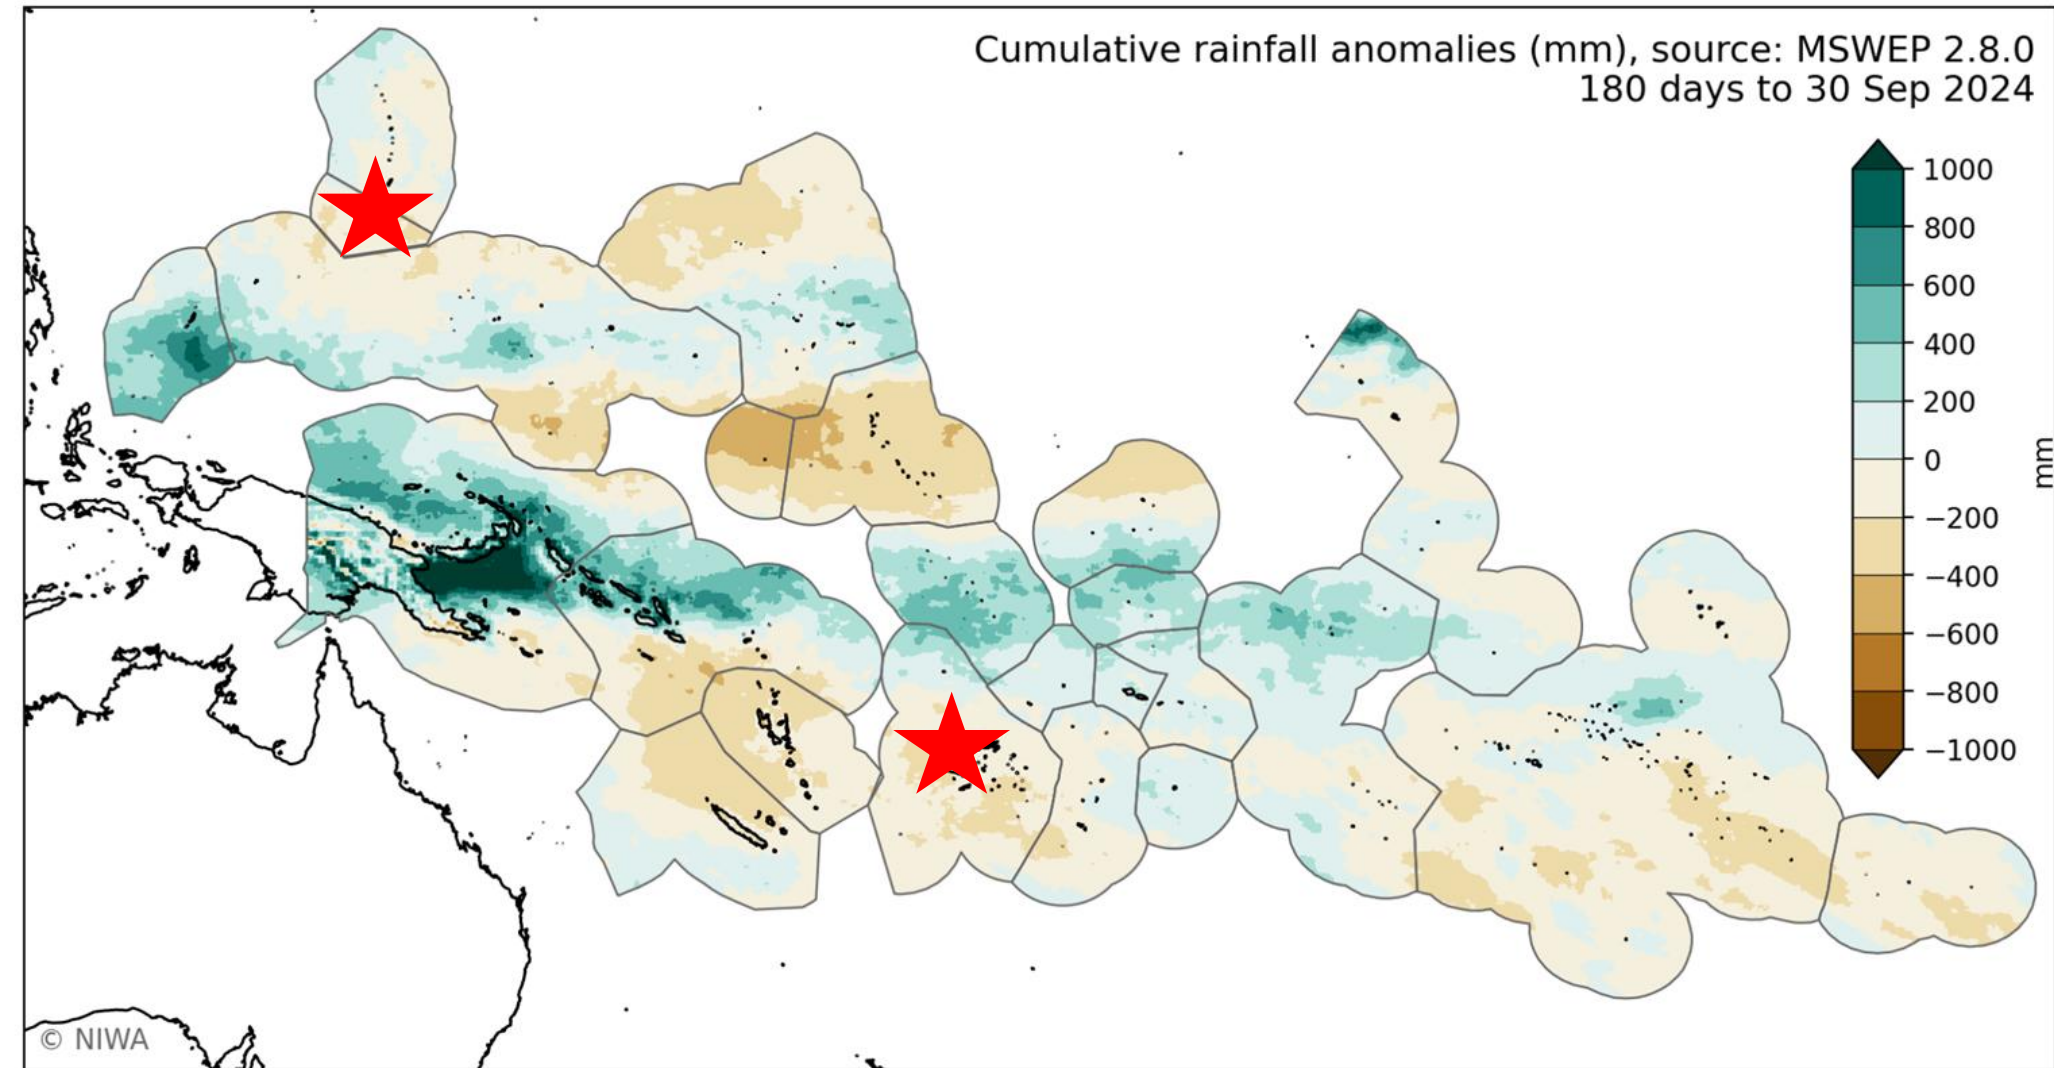 Cumulative rainfall anomalies (mm), source: MSWEP 2.8.0
180 days to 30 Sep 2024
1000
800
600
400
200
0
−200
−400
−600
−800
−1000
mm
© NIWA